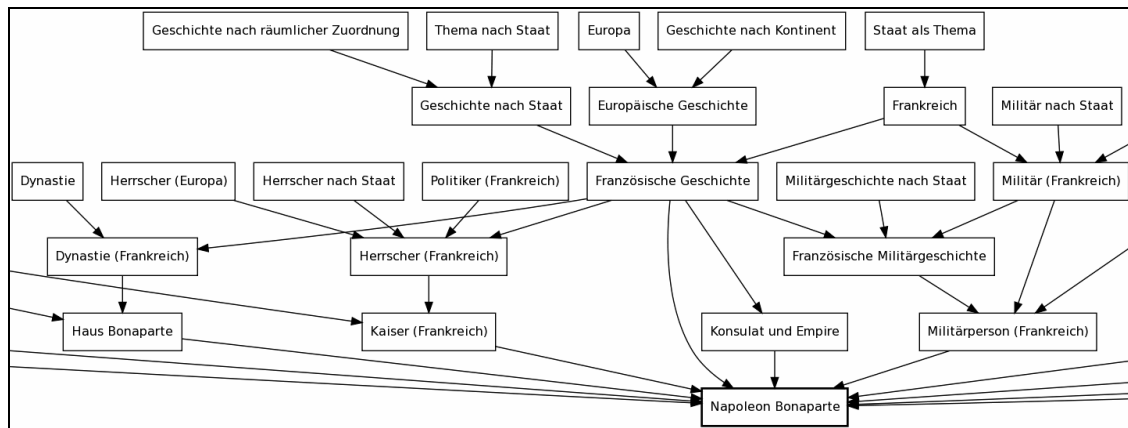 Geschichte nach räumlicher Zuordnung
Thema nach Staat
Europa
Geschichte nach Kontinent
Staat als Thema
Geschichte nach Staat
Europäische Geschichte
Frankreich
Militär nach Staat
Dynastie
Herrscher (Europa)
Herrscher nach Staat
Politiker (Frankreich)
Französische Geschichte
Militärgeschichte nach Staat
Militär (Frankreich)
Dynastie (Frankreich)
Herrscher (Frankreich)
Französische Militärgeschichte
Haus Bonaparte
Kaiser (Frankreich)
Konsulat und Empire
Militärperson (Frankreich)
Napoleon Bonaparte